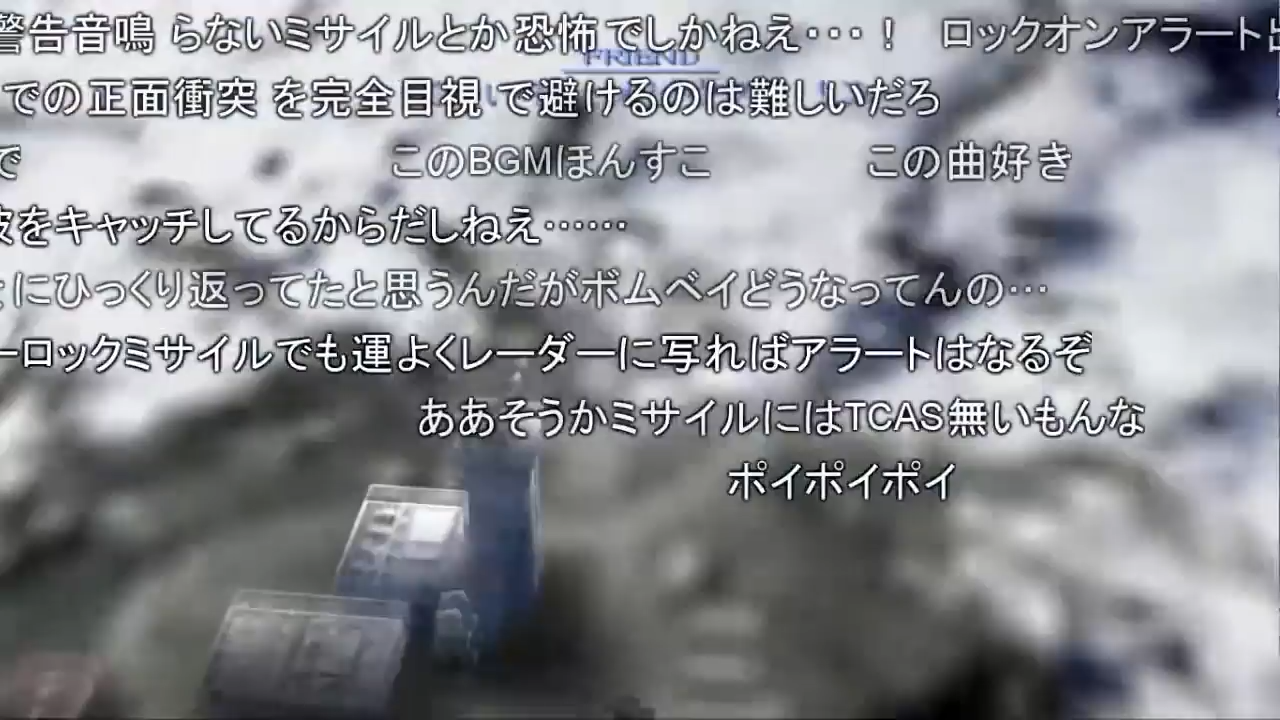 警告音鳴 らないミサイルとか恐怖でしかねえ・・・！ ロックオンアラート出
FRIEND
での正面衝突 を完全目視 で避けるのは難しいだろ
で このBGMほんすこ この曲好き
波をキャッチしてるからだしねえ……
にひっくり返ってたと思うんだがボムベイどうなってんの…
ーロックミサイルでも運よくレーダーに写ればアラートはなるぞ
ああそうかミサイルにはTCAS無いもんな
ポイポイポイ